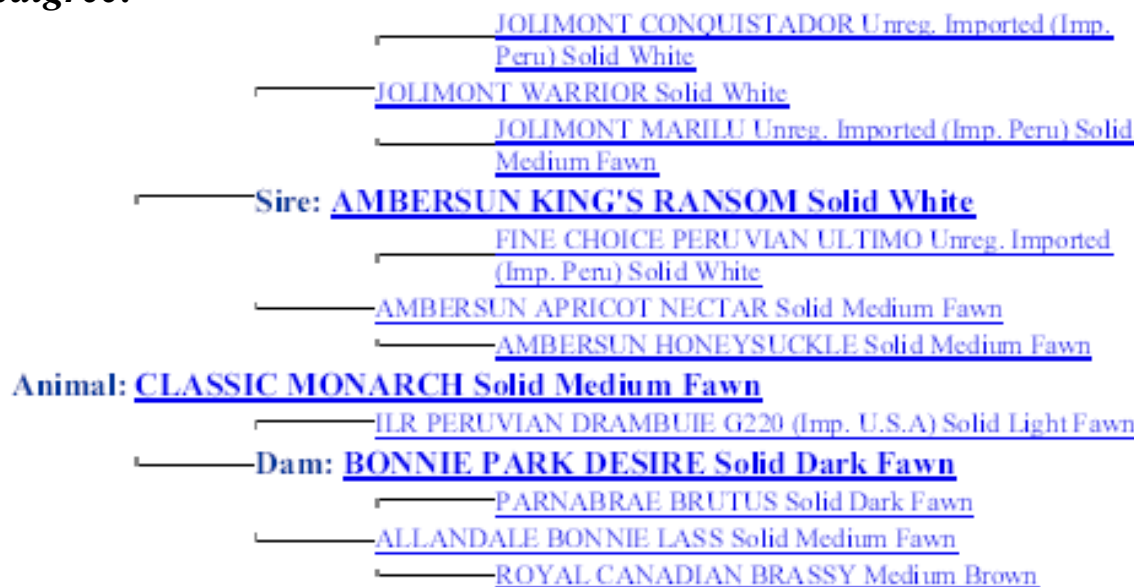 JOLIMONT CONQUISTADOR Unreg. Imported (Imp.
Peru) Solid White
JOLIMONT WARRIOR Solid White
JOLIMONT MARILU Unreg. Imported (Imp. Peru) Solid
Medium Fawn
Sire: AMBERSUN KING'S RANSOM Solid White
FINE CHOICE PERUVIAN ULTIMO Unreg. Imported
(Imp. Peru) Solid White
AMBERSUN APRICOT NECTAR Solid Medium Fawn
AMBERSUN HONEYSUCKLE Solid Medium Fawn
Animal: CLASSIC MONARCH Solid Medium Fawn
ILR PERUVIAN DRAMBUIE G220 (Imp. U.S.A) Solid Light Fawn
Dam: BONNIE PARK DESIRE Solid Dark Fawn
PARNABRAE BRUTUS Solid Dark Fawn
ALLANDALE BONNIE LASS Solid Medium Fawn
ROYAL CANADIAN BRASSY Medium Brown